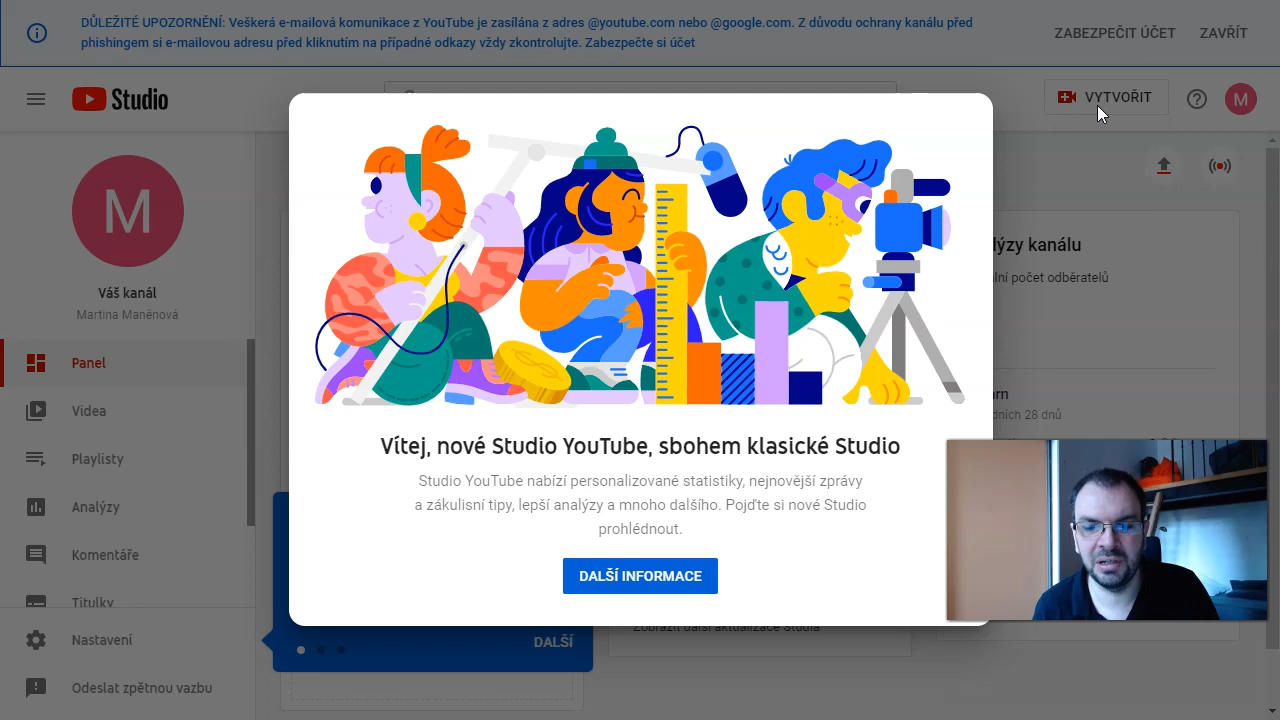 DŮLEŽITÉ UPOZORNĚNÍ: Veškerá e-mailová komunikace z YouTube je zasílána z adres @youtube.com nebo @google.com. Z důvodu ochrany kanálu před
phishingem si e-mailovou adresu před kliknutím na případné odkazy vždy zkontrolujte. Zabezpečte si účet
ZABEZPEČIT ÚČET
ZAVŘÍT
Studio
VYTVOŘIT
M
M
Váš kanál
Martina Maněnová
Panel
Videa
Playlisty
Analýzy
Komentáře
Titulky
Nastavení
Odeslat zpětnou vazbu
Vítej, nové Studio YouTube, sbohem klasické Studio
Studio YouTube nabízí personalizované statistiky, nejnovější zprávy
a zákulisní tipy, lepší analýzy a mnoho dalšího. Pojďte si nové Studio
prohlédnout.
DALŠÍ INFORMACE
DALŠÍ
Zobrazit další aktualizace Studia
kanálu
počet odběratelů
28 dnů